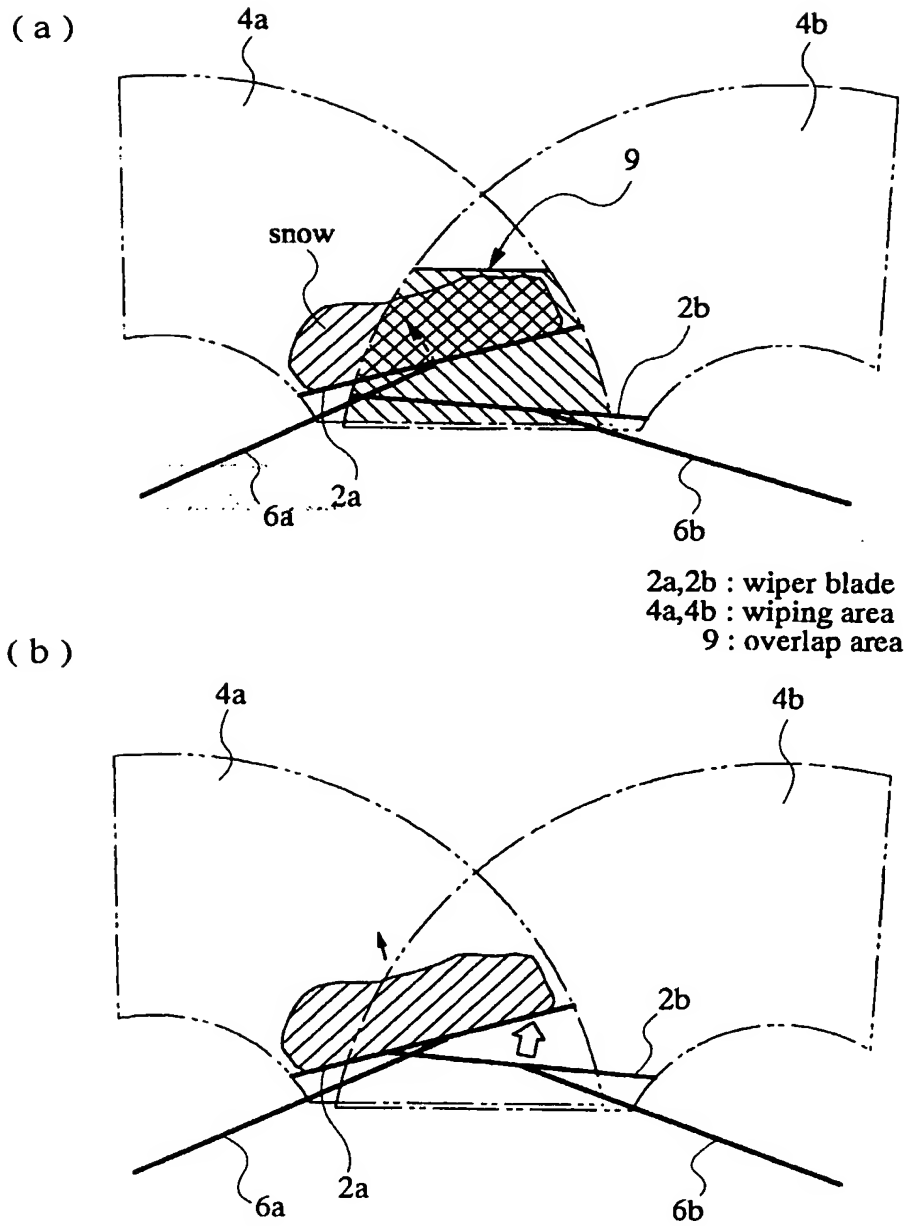 ( a )
4a
4b
9
snow
2b
2a
6a
6b
2a,2b : wiper blade
4a,4b : wiping area
9 : overlap area
( b )
4a
4b
2b
2a
6a
6b